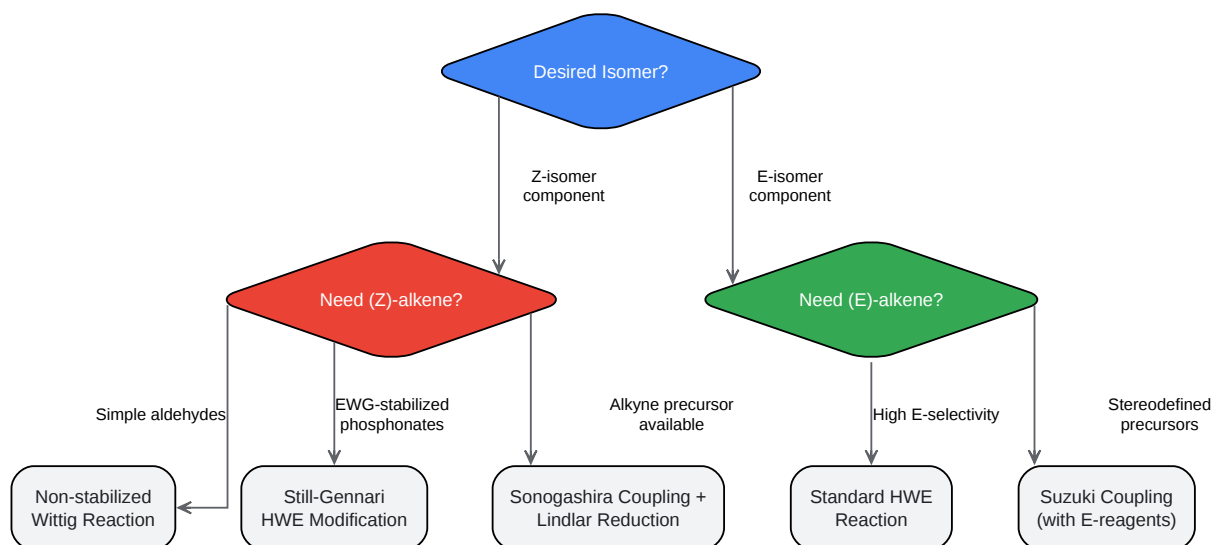 Desired Isomer?
Z-isomer
component
E-isomer
component
Need (Z)-alkene?
Need (E)-alkene?
Simple aldehydes
EWG-stabilized
phosphonates
Alkyne precursor
available
High E-selectivity
Stereodefined
precursors
Non-stabilized
Wittig Reaction
Still-Gennari
HWE Modification
Sonogashira Coupling +
Lindlar Reduction
Standard HWE
Reaction
Suzuki Coupling
(with E-reagents)